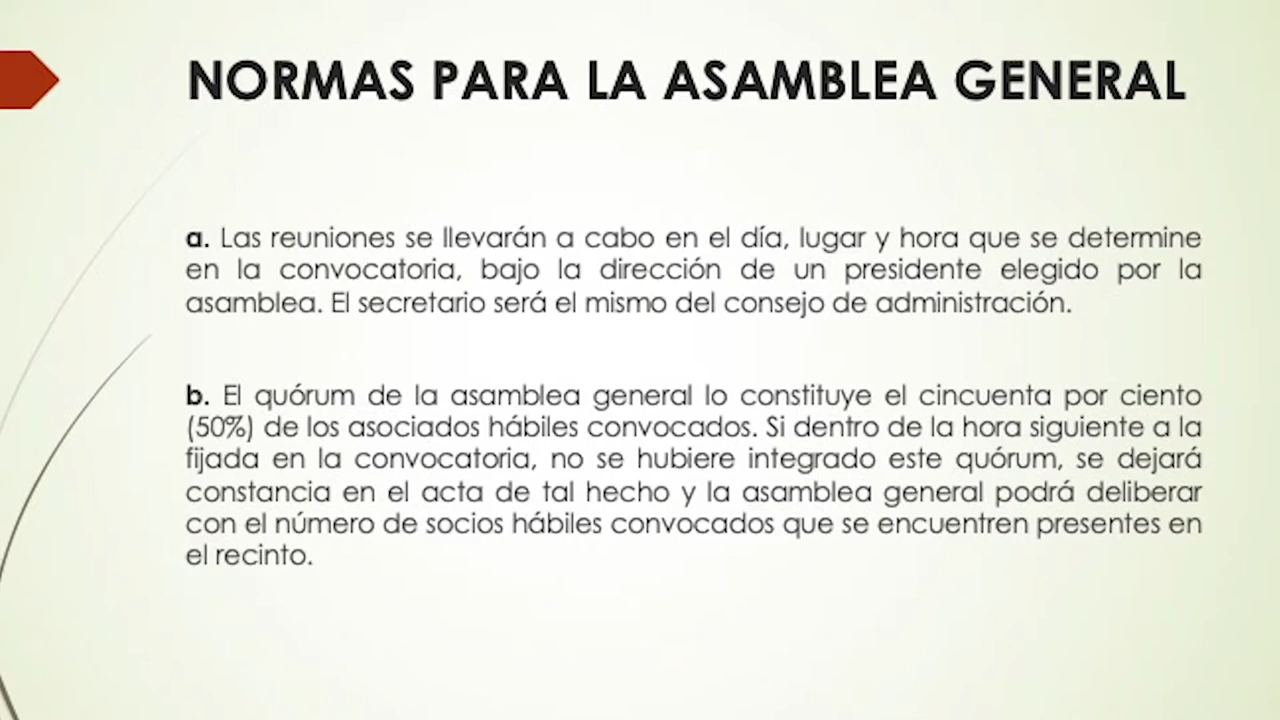 NORMAS PARA LA ASAMBLEA GENERAL
a. Las reuniones se llevarán a cabo en el día, lugar y hora que se determine
en la convocatoria, bajo la dirección de un presidente elegido por la
asamblea. El secretario será el mismo del consejo de administración.
b. El quórum de la asamblea general lo constituye el cincuenta por ciento
(50%) de los asociados hábiles convocados. Si dentro de la hora siguiente a la
fijada en la convocatoria, no se hubiere integrado este quórum, se dejará
constancia en el acta de tal hecho y la asamblea general podrá deliberar
con el número de socios hábiles convocados que se encuentren presentes en
el recinto.